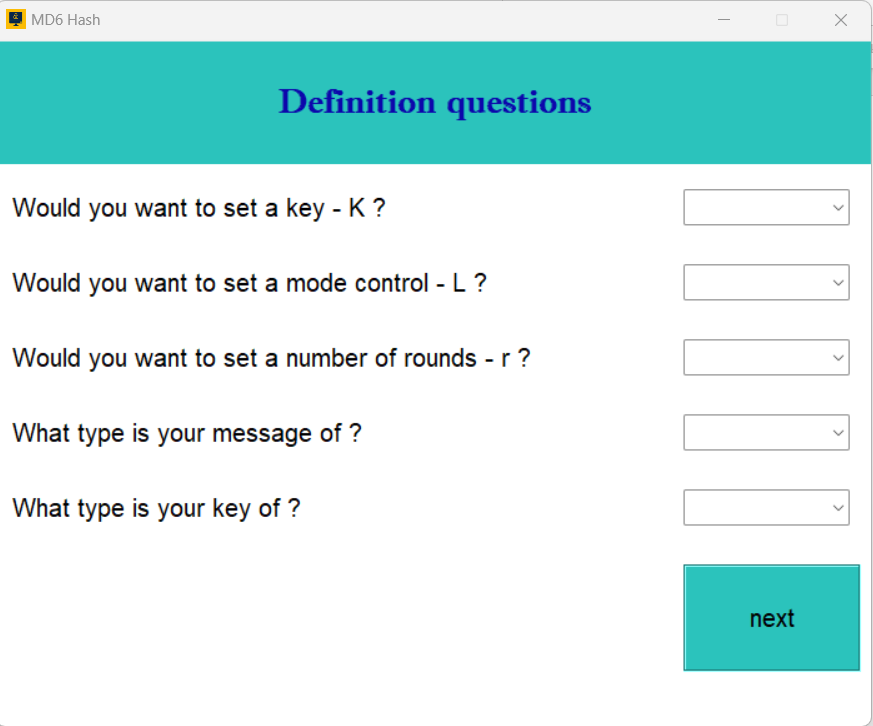 MD6 Hash
Definition questions
Would you want to set a key - K ?
Would you want to set a mode control - L ?
Would you want to set a number of rounds - r ?
What type is your message of ?
What type is your key of ?
next